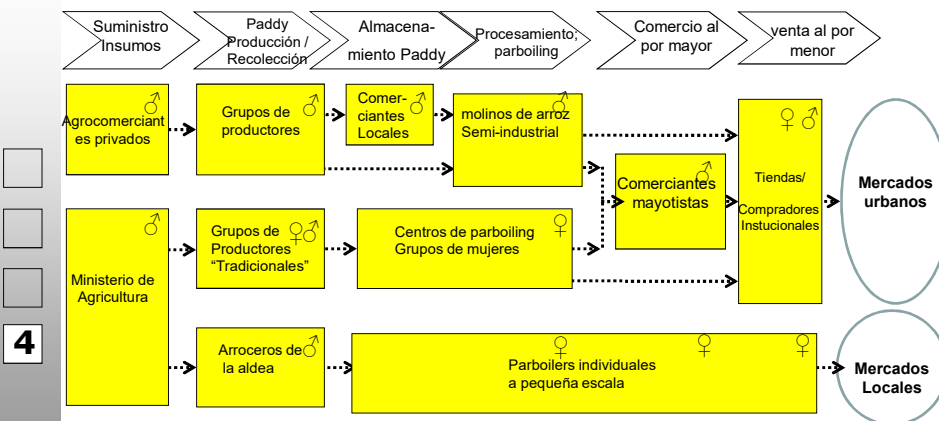 Suministro
Insumos
Paddy
Producción /
Recolección
Almacena-
miento Paddy
Procesamiento;
parboiling
Comercio al
por mayor
venta al por
menor
Agrocomerciant
es privados
Grupos de
productores
Comer-
ciantes
Locales
molinos de arroz
Semi-industrial
Comerciantes
mayotistas
Tiendas/
Compradores
Instucionales
Mercados
urbanos
Ministerio de
Agricultura
Grupos de
Productores
“Tradicionales”
Centros de parboiling
Grupos de mujeres
4
Arroceros de
la aldea
Parboilers individuales
a pequeña escala
Mercados
Locales